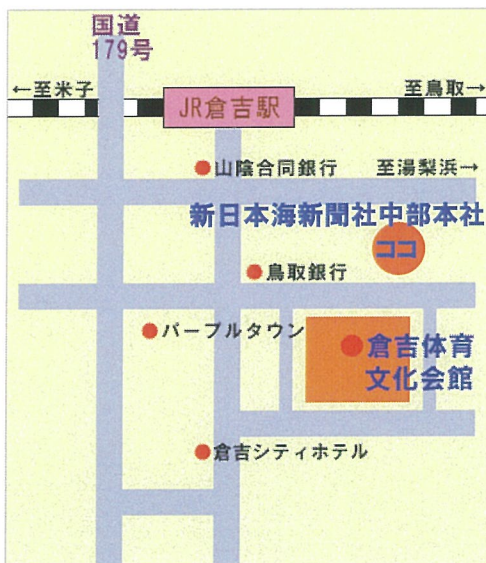 国道
179号
←至米子
至鳥取→
JR倉吉駅
山陰合同銀行
至湯梨浜→
新日本海新聞社中部本社
ココ
鳥取銀行
パープルタウン
倉吉体育
文化会館
倉吉シティホテル